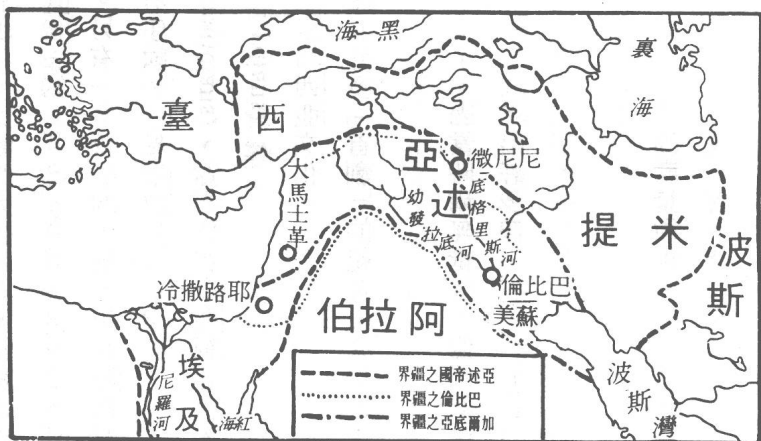 黑海
裏海
西臺
亞述
尼尼微
大馬士革
幼發拉底河
底格里斯河
米提
波斯
巴比倫
耶路撒冷
蘇美
阿拉伯
埃及
尼羅河
紅海
波斯灣
亞述帝國之疆界
巴比倫之疆界
加爾底亞之疆界